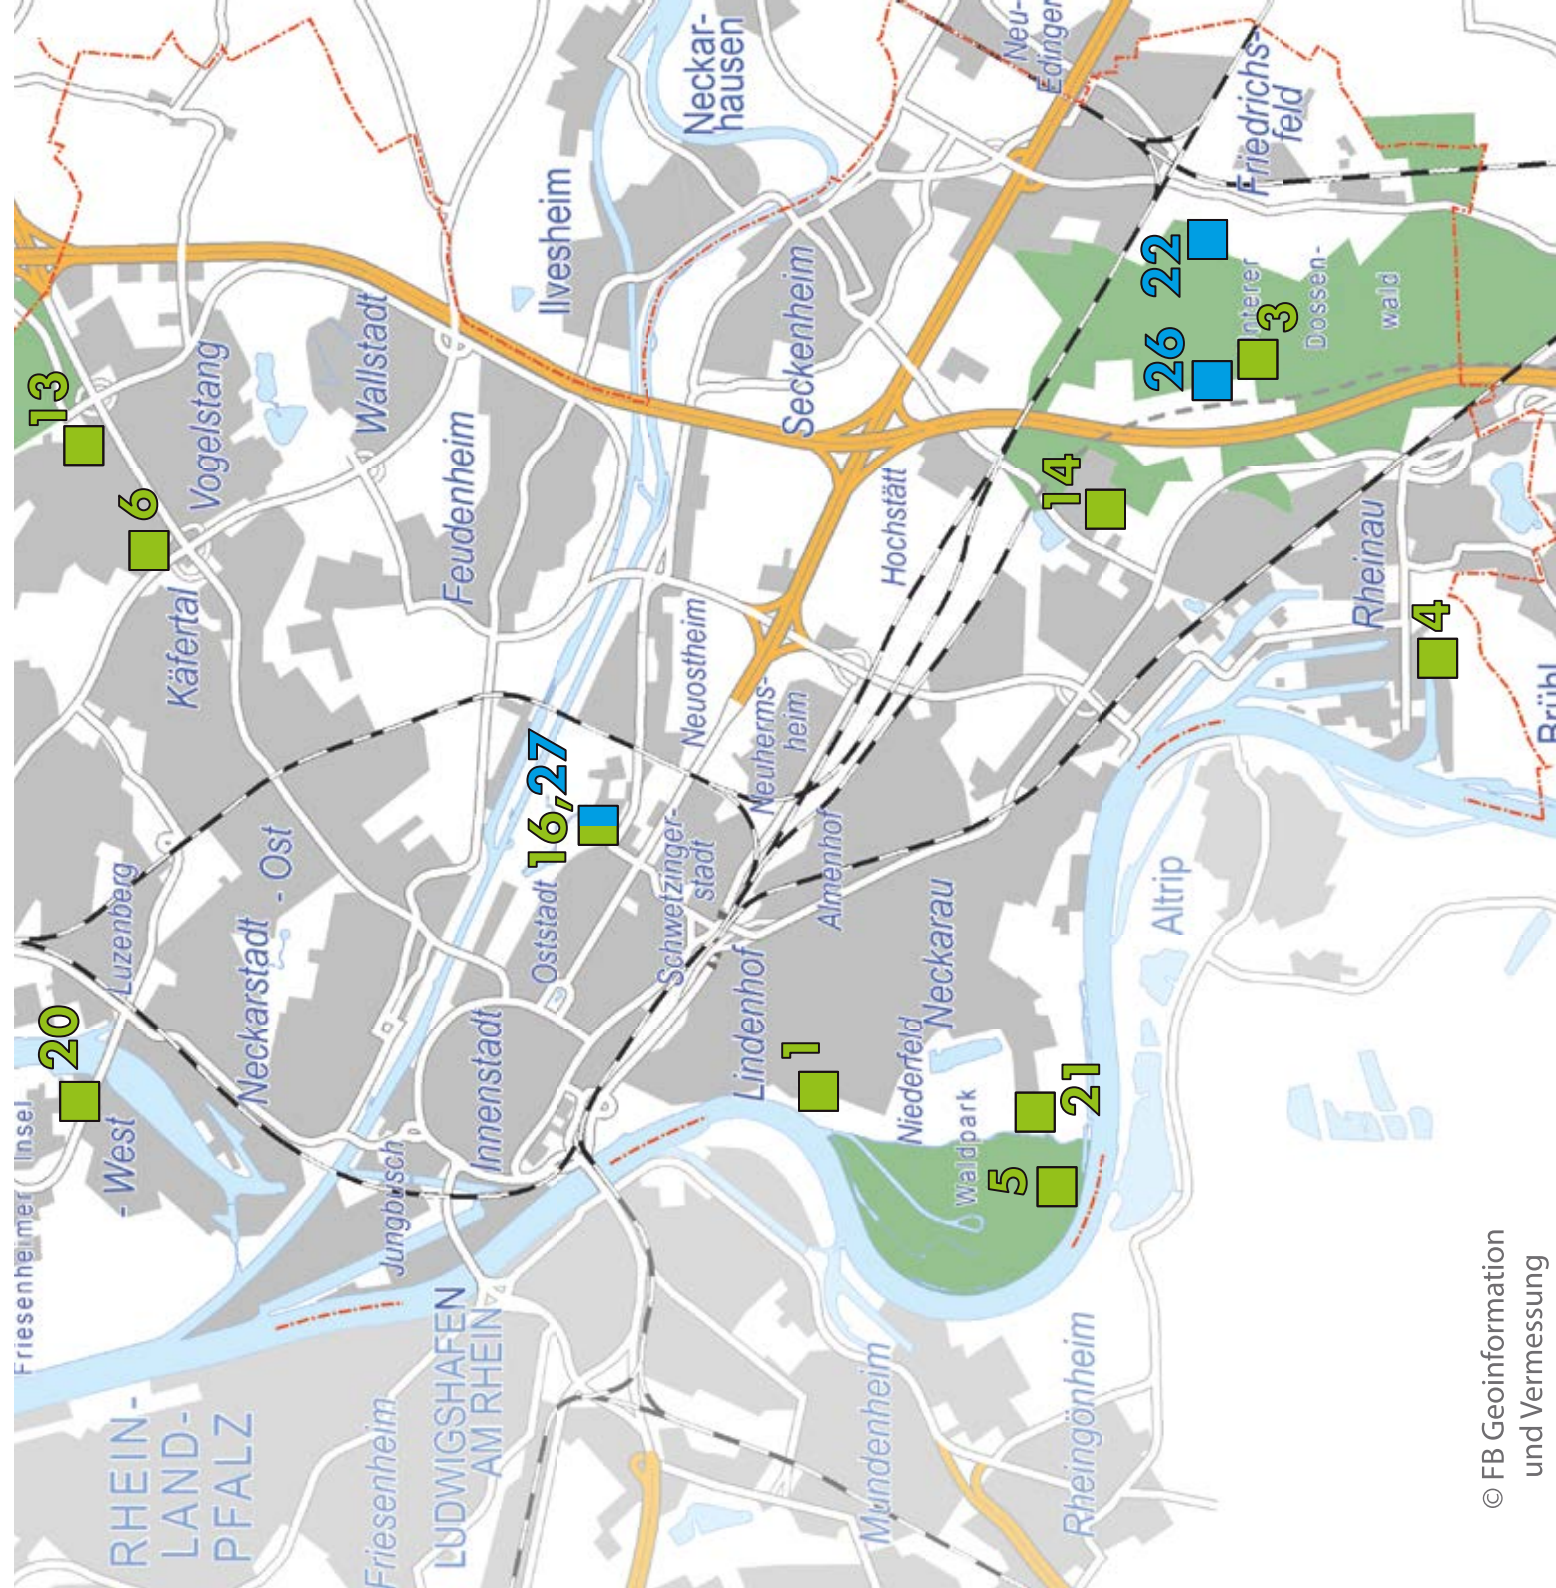 Friesenheimer Insel
20
13
6
RHEIN-
LAND-
PFALZ
- West
Luzenberg
Käfertal
Vogelstang
Neckarstadt
- Ost
Wallstadt
Friesenheim
Jungbusch
LUDWIGSHAFEN
AM RHEIN
Innenstadt
Feudenheim
Oststadt
16,27
Ilvesheim
Schwetzinger-
stadt
Neuostheim
Neckar-
hausen
Lindenhof
Neuherms-
heim
Seckenheim
1
Almenhof
Hochstätt
Mundenheim
Niederfeld
Neckarau
Waldpark
5
21
14
Neu-
Edingen
Rheingönheim
Altrip
26
22
3
Friedrichs-
feld
Dossen-
wald
Rheinau
4
Brühl
© FB Geoinformation
und Vermessung